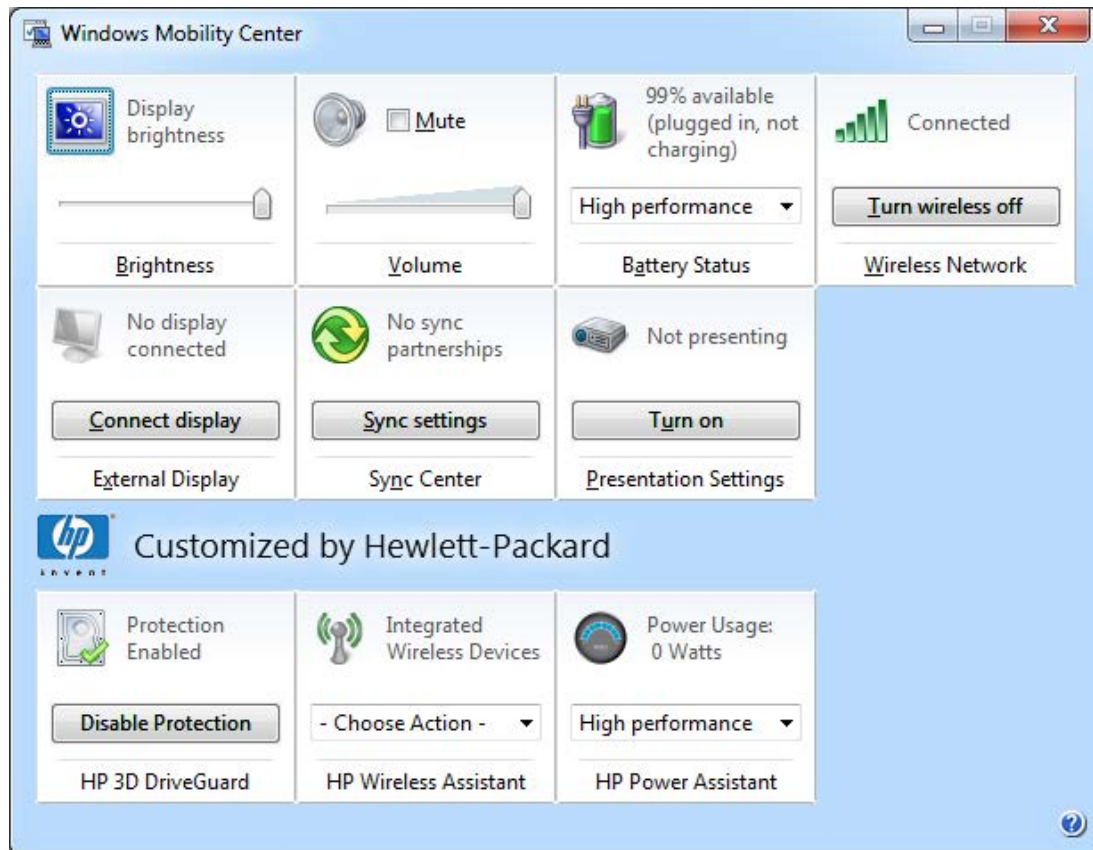 Windows Mobility Center
Display
brightness
Brightness
Mute
Volume
99% available
(plugged in, not
charging)
High performance
Battery Status
Connected
Turn wireless off
Wireless Network
No display
connected
Connect display
External Display
No sync
partnerships
Sync settings
Sync Center
Not presenting
Turn on
Presentation Settings
hp
invent
Customized by Hewlett-Packard
Protection
Enabled
Disable Protection
HP 3D DriveGuard
Integrated
Wireless Devices
- Choose Action -
HP Wireless Assistant
Power Usage:
0 Watts
High performance
HP Power Assistant
?